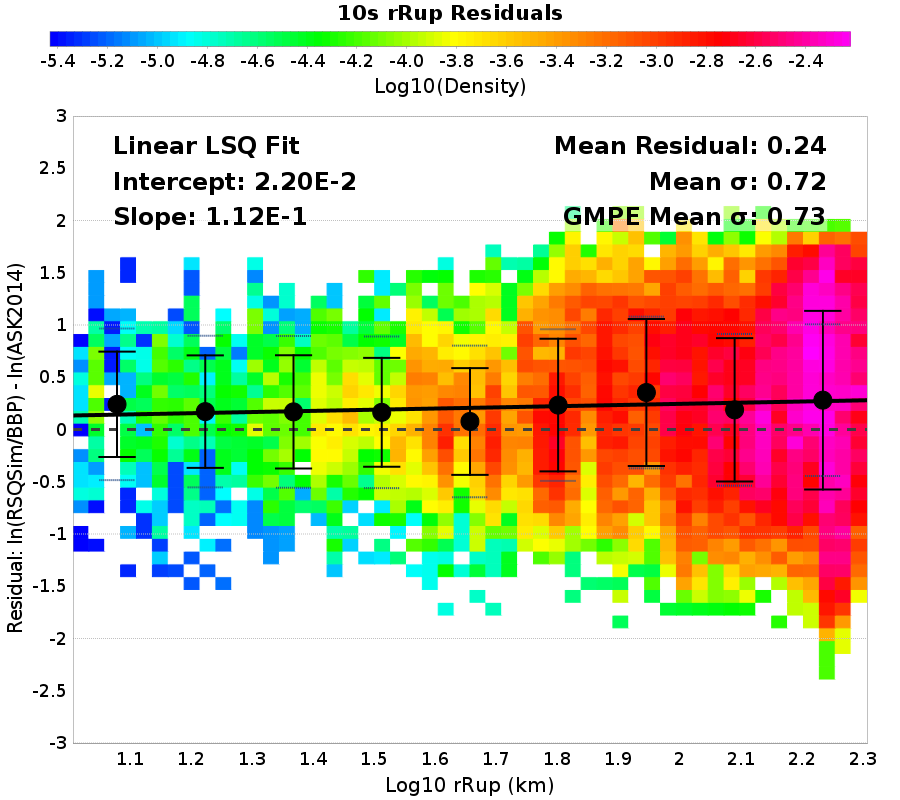 10s rRup Residuals
-5.4 -5.2 -5.0 -4.8 -4.6 -4.4 -4.2 -4.0 -3.8 -3.6 -3.4 -3.2 -3.0 -2.8 -2.6 -2.4
Log10(Density)
Linear LSQ Fit
Intercept: 2.20E-2
Slope: 1.12E-1
Mean Residual: 0.24
Mean σ: 0.72
GMPE Mean σ: 0.73
Residual: ln(RSQSim/BBP) - ln(ASK2014)
3
2.5
2
1.5
1
0.5
0
-0.5
-1
-1.5
-2
-2.5
-3
1.1 1.2 1.3 1.4 1.5 1.6 1.7 1.8 1.9 2 2.1 2.2 2.3
Log10 rRup (km)